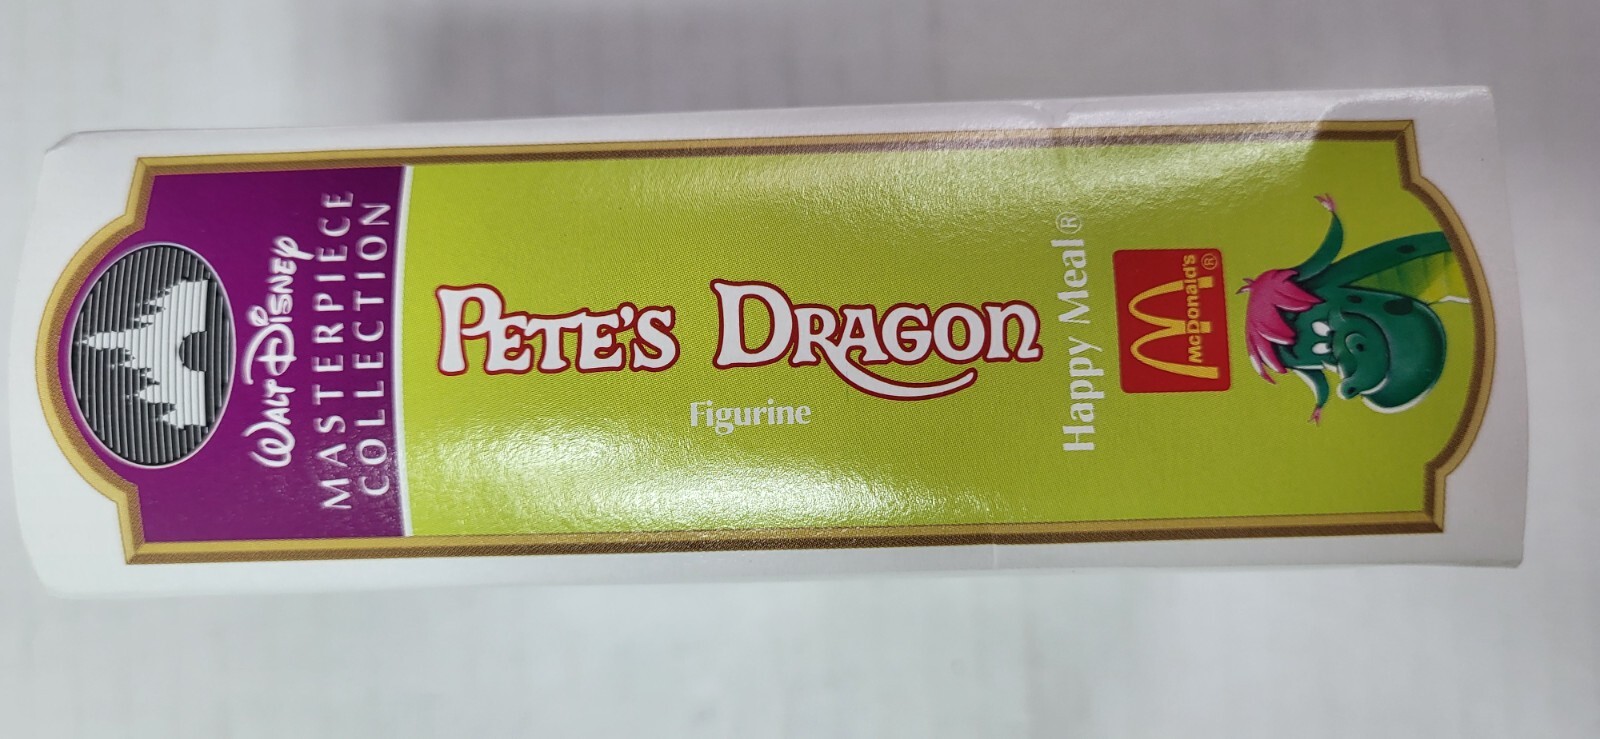 Walt Disney
MASTERPIECE
COLLECTION
PETE'S DRAGON
Figurine
Happy Meal®
McDonald's®